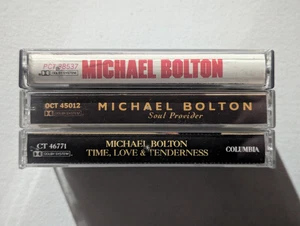 MICHAEL BOLTON
OCT 45012
MICHAEL BOLTON
Soul Provider
CT 46771
MICHAEL BOLTON
TIME, LOVE & TENDERNESS
COLUMBIA